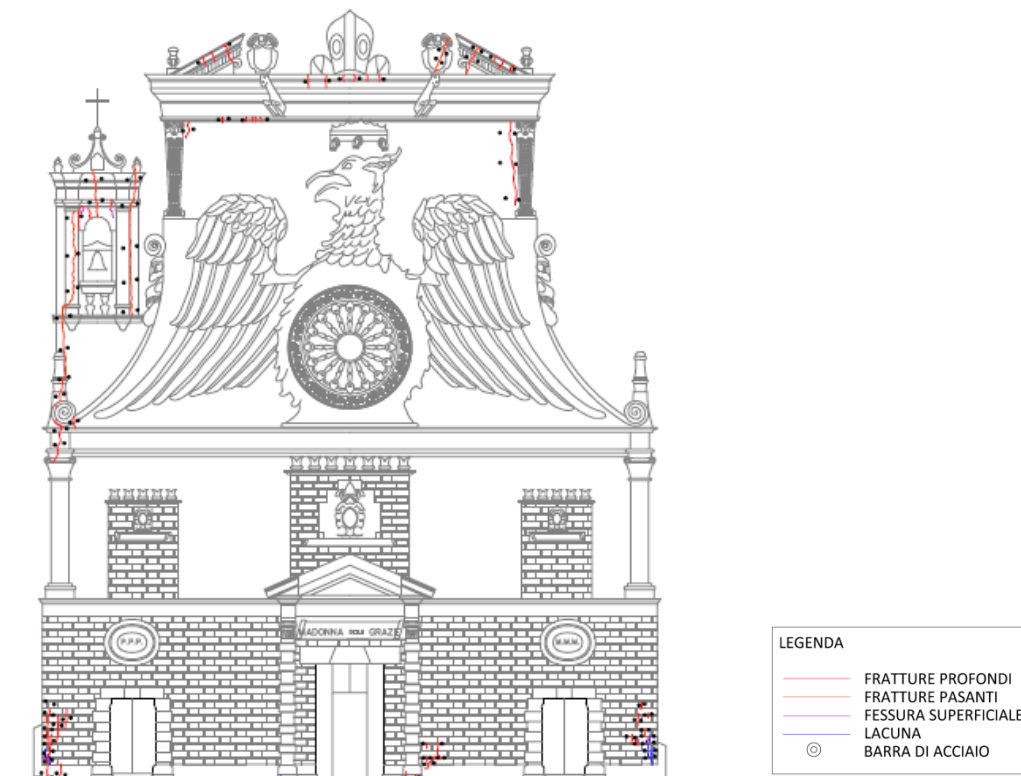 MADONNA DELLE GRAZIE
P.P.P.
M.M.M.
LEGENDA
FRATTURE PROFONDI
FRATTURE PASANTI
FESSURA SUPERFICIALE
LACUNA
BARRA DI ACCIAIO